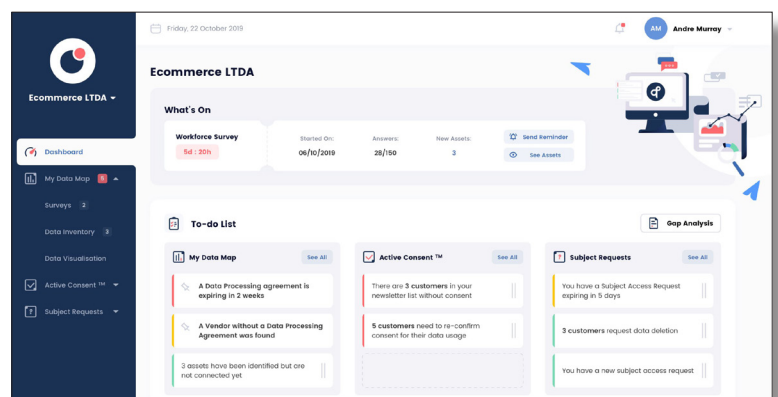 Friday, 22 October 2019
AM
Andre Murray
Ecommerce LTDA
Dashboard
My Data Map 5
Surveys 2
Data Inventory 3
Data Visualisation
Active Consent ™
Subject Requests
Ecommerce LTDA
What's On
Workforce Survey
5d : 20h
Started On:
06/10/2019
Answers:
28/150
New Assets:
3
Send Reminder
See Assets
To-do List
Gap Analysis
My Data Map
See All
A Data Processing agreement is
expiring in 2 weeks
A Vendor without a Data Processing
Agreement was found
3 assets have been identified but are
not connected yet
Active Consent ™
See All
There are 3 customers in your
newsletter list without consent
5 customers need to re-confirm
consent for their data usage
Subject Requests
See All
You have a Subject Access Request
expiring in 5 days
3 customers request data deletion
You have a new subject access request